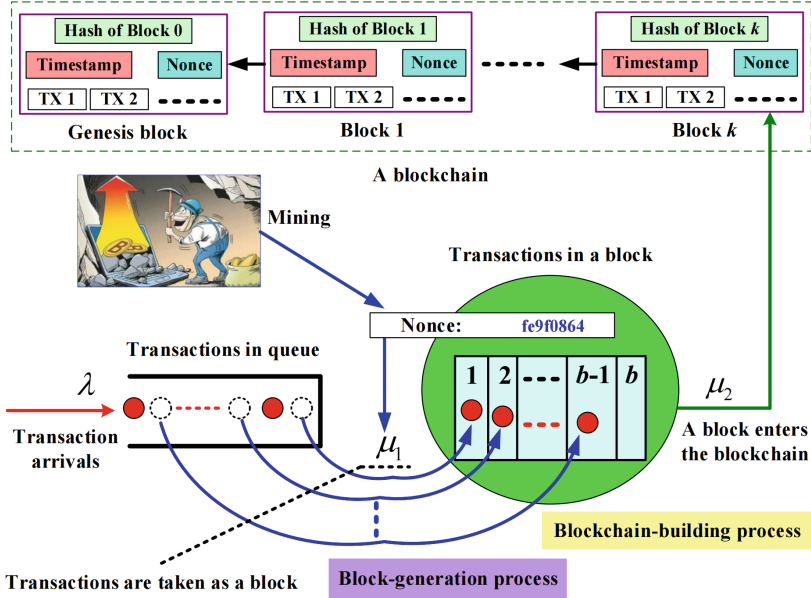 Hash of Block 0
Timestamp
Nonce
TX 1
TX 2
Genesis block
Hash of Block 1
Timestamp
Nonce
TX 1
TX 2
Block 1
Hash of Block k
Timestamp
Nonce
TX 1
TX 2
Block k
A blockchain
Mining
Transactions in a block
Nonce: fe9f0864
Transactions in queue
λ
Transaction
arrivals
μ1
1
2
b-1
b
μ2
A block enters
the blockchain
Blockchain-building process
Block-generation process
Transactions are taken as a block